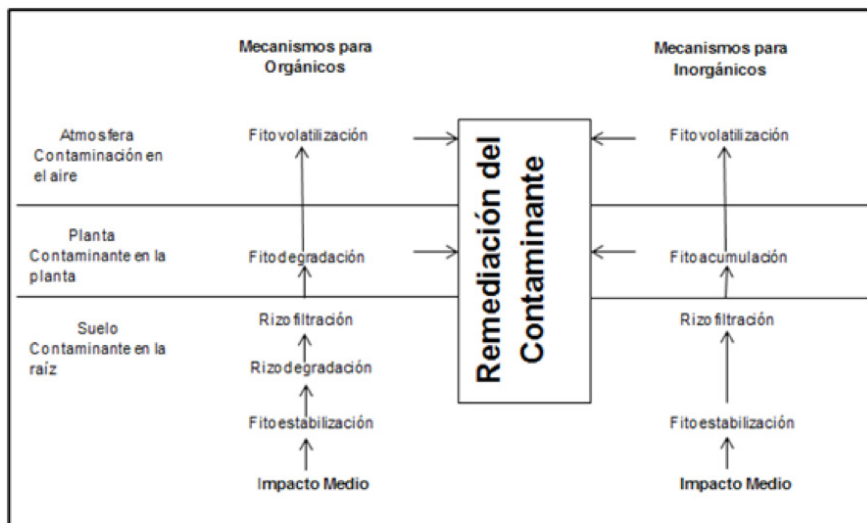 Mecanismos para
Orgánicos
Mecanismos para
Inorgánicos
Atmosfera
Contaminación en
el aire
Fitovolatilización
Fitovolatilización
Planta
Contaminante en la
planta
Fitodegradación
Fitoacumulación
Remediación del
Contaminante
Suelo
Contaminante en la
raíz
Rizofiltración
Rizofiltración
Rizodegradación
Fitoestabilización
Fitoestabilización
Impacto Medio
Impacto Medio